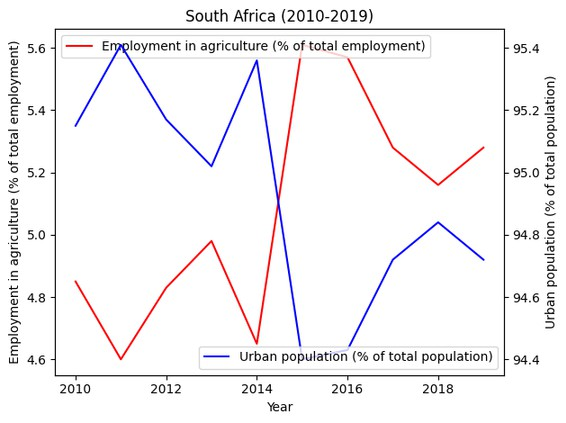 South Africa (2010-2019)
Employment in agriculture (% of total employment)
Urban population (% of total population)
Employment in agriculture (% of total employment)
5.6
5.4
5.2
5.0
4.8
4.6
95.4
95.2
95.0
94.8
94.6
94.4
Urban population (% of total population)
2010
2012
2014
2016
2018
Year